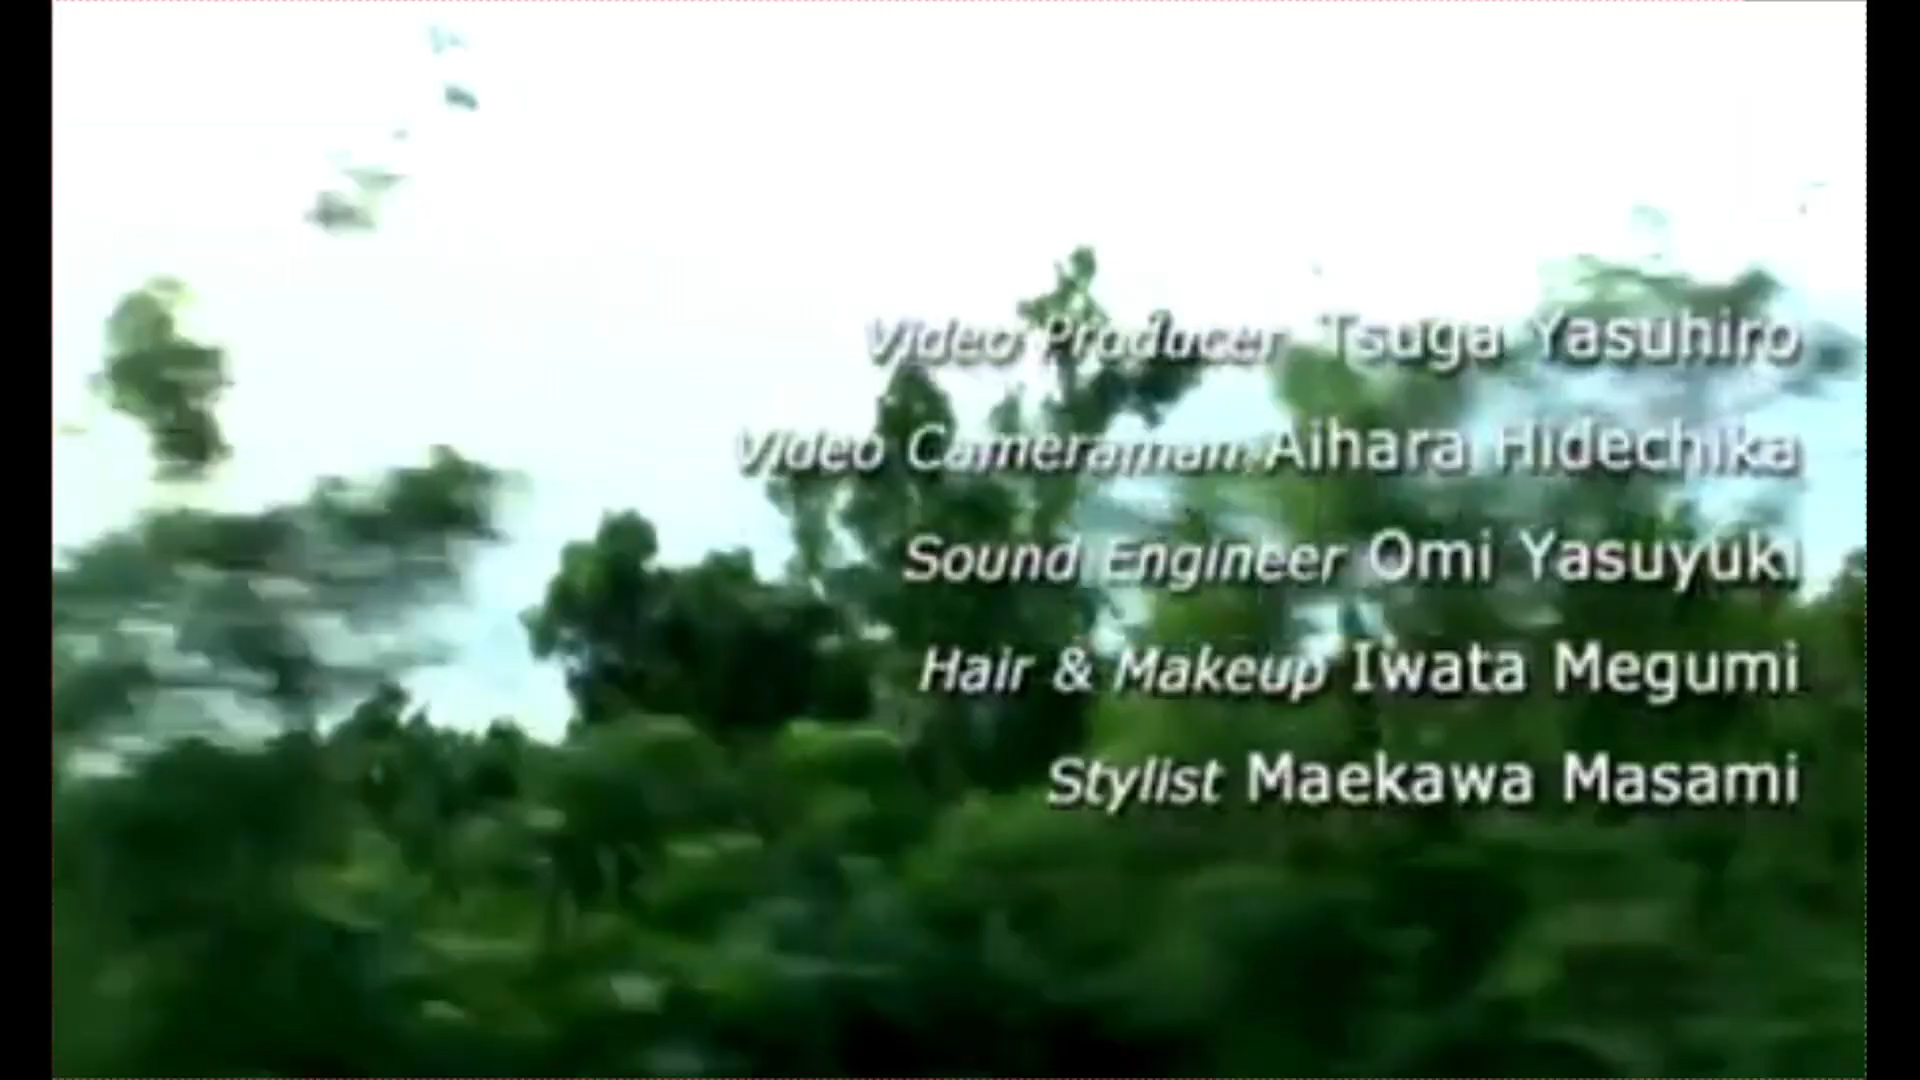 Video Producer Tsuga Yasuhiro
Video Cameraman Aihara Hidechika
Sound Engineer Omi Yasuyuki
Hair & Makeup Iwata Megumi
Stylist Maekawa Masami